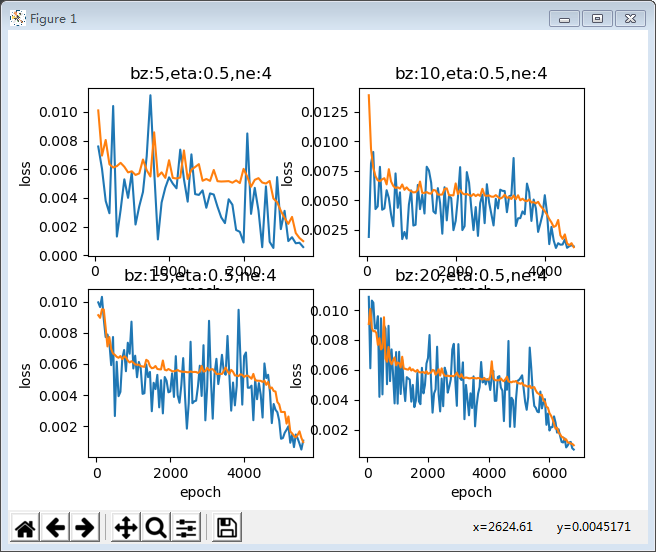 Figure 1
bz:5,eta:0.5,ne:4
bz:10,eta:0.5,ne:4
0.010
0.008
0.006
0.004
0.002
0.000
loss
0 1000 2000
0.0125
0.0100
0.0075
0.0050
0.0025
loss
0 2000 4000
epoch
epoch
bz:15,eta:0.5,ne:4
bz:20,eta:0.5,ne:4
0.010
0.008
0.006
0.004
0.002
loss
0 2000 4000
epoch
0.010
0.008
0.006
0.004
0.002
loss
0 2000 4000 6000
epoch
x=2624.61 y=0.0045171